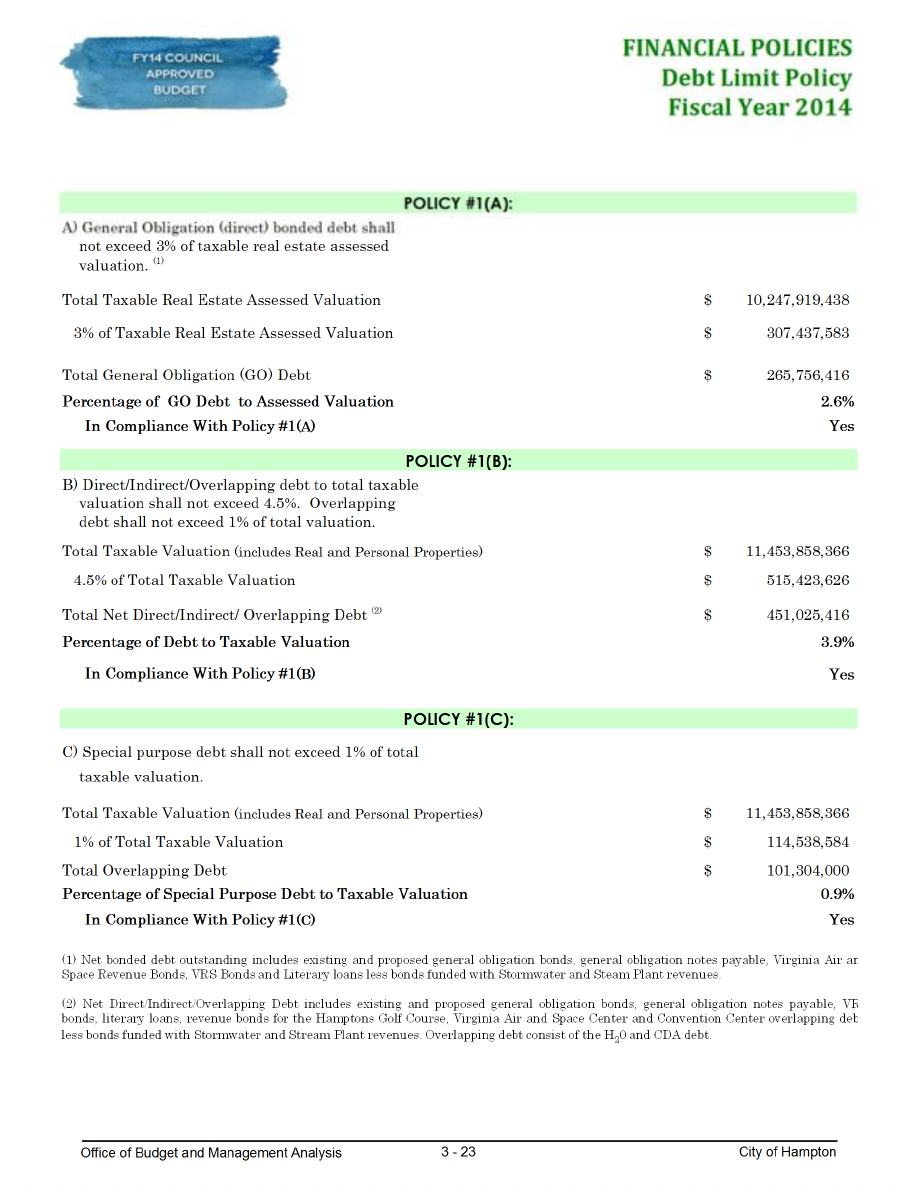 FY14 COUNCIL
APPROVED
BUDGET
FINANCIAL POLICIES
Debt Limit Policy
Fiscal Year 2014
POLICY #1(A):
A) General Obligation (direct) bonded debt shall
not exceed 3% of taxable real estate assessed
valuation. (1)
Total Taxable Real Estate Assessed Valuation $ 10,247,919,438
3% of Taxable Real Estate Assessed Valuation $ 307,437,583
Total General Obligation (GO) Debt $ 265,756,416
Percentage of GO Debt to Assessed Valuation 2.6%
In Compliance With Policy #1(A) Yes
POLICY #1(B):
B) Direct/Indirect/Overlapping debt to total taxable
valuation shall not exceed 4.5%. Overlapping
debt shall not exceed 1% of total valuation.
Total Taxable Valuation (includes Real and Personal Properties) $ 11,453,858,366
4.5% of Total Taxable Valuation $ 515,423,626
Total Net Direct/Indirect/ Overlapping Debt (2) $ 451,025,416
Percentage of Debt to Taxable Valuation 3.9%
In Compliance With Policy #1(B) Yes
POLICY #1(C):
C) Special purpose debt shall not exceed 1% of total
taxable valuation.
Total Taxable Valuation (includes Real and Personal Properties) $ 11,453,858,366
1% of Total Taxable Valuation $ 114,538,584
Total Overlapping Debt $ 101,304,000
Percentage of Special Purpose Debt to Taxable Valuation 0.9%
In Compliance With Policy #1(C) Yes
(1) Net bonded debt outstanding includes existing and proposed general obligation bonds, general obligation notes payable, Virginia Air ar
Space Revenue Bonds, VRS Bonds and Literary loans less bonds funded with Stormwater and Steam Plant revenues.
(2) Net Direct/Indirect/Overlapping Debt includes existing and proposed general obligation bonds, general obligation notes payable, VR
bonds, literary loans, revenue bonds for the Hamptons Golf Course, Virginia Air and Space Center and Convention Center overlapping deb
less bonds funded with Stormwater and Stream Plant revenues. Overlapping debt consist of the H20 and CDA debt.
Office of Budget and Management Analysis 3 - 23 City of Hampton